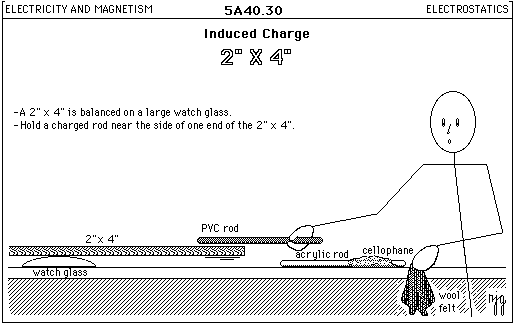 ELECTRICITY AND MAGNETISM
5A40.30
ELECTROSTATICS
Induced Charge
2" X 4"
-A 2" x 4" is balanced on a large watch glass.
-Hold a charged rod near the side of one end of the 2" x 4".
PVC rod
2"x 4"
cellophane
acrylic rod
watch glass
wool
felt